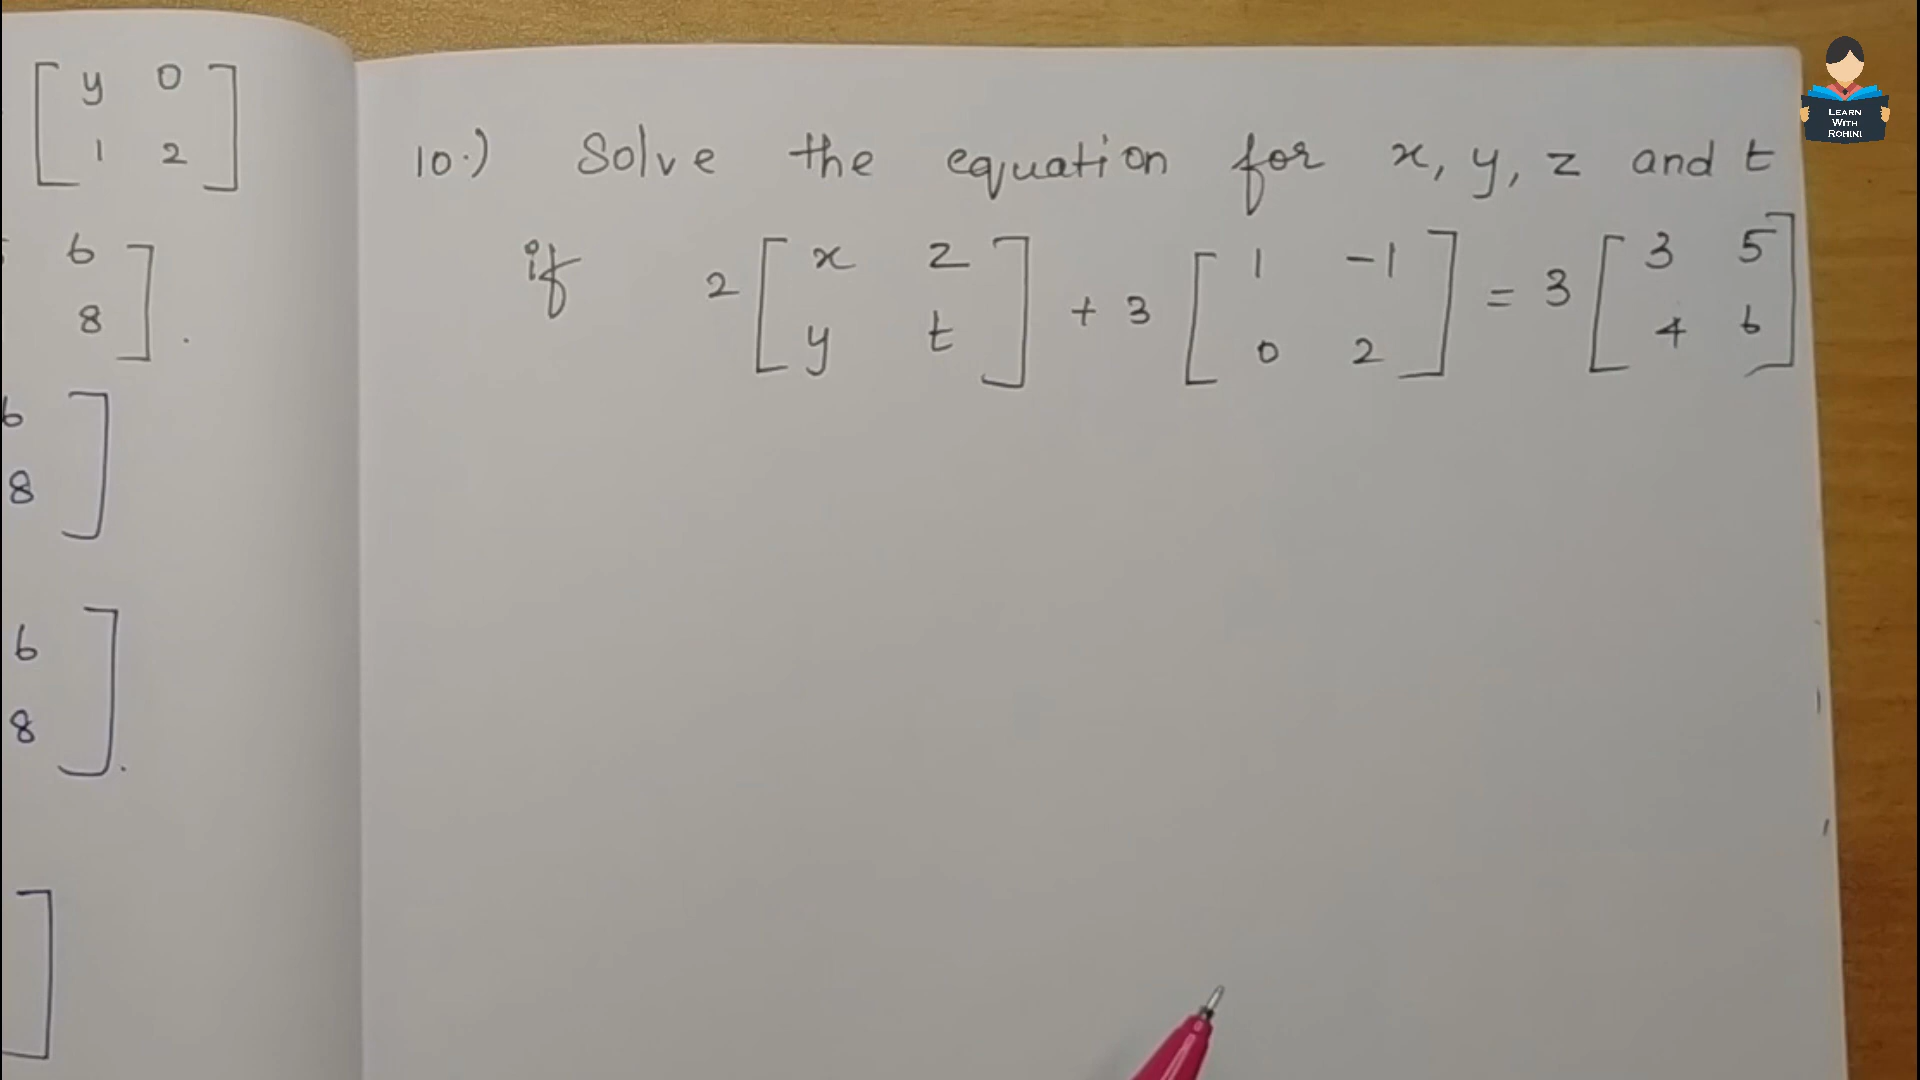 [ y 0
1 2 ]
6
8 ] .
6
8 ]
6
8 ] .
]
10.) Solve the equation for x, y, z and t
if 2 [ x z ] + 3 [ 1 -1 ] = 3 [ 3 5 ]
y t 0 2 4 6
LEARN
WITH
ROHINI